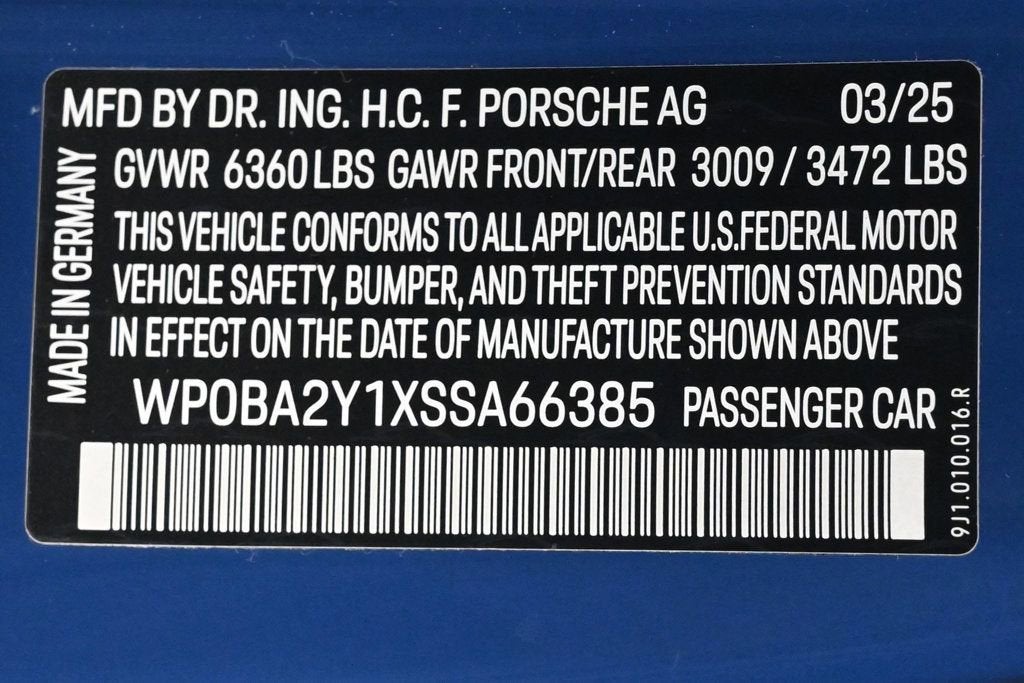 MFD BY DR. ING. H.C. F. PORSCHE AG 03/25
GVWR 6360 LBS GAWR FRONT/REAR 3009 / 3472 LBS
THIS VEHICLE CONFORMS TO ALL APPLICABLE U.S.FEDERAL MOTOR
VEHICLE SAFETY, BUMPER, AND THEFT PREVENTION STANDARDS
IN EFFECT ON THE DATE OF MANUFACTURE SHOWN ABOVE
WP0BA2Y1XSSA66385 PASSENGER CAR
MADE IN GERMANY
9J1.010.016.R